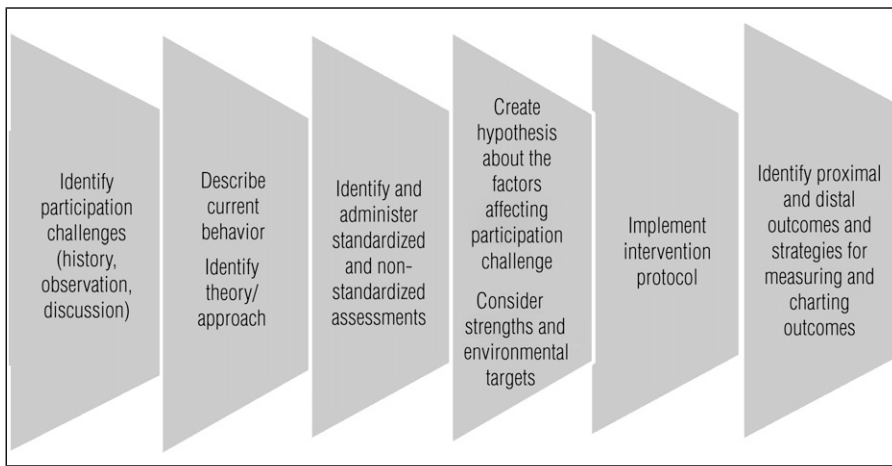 Identify
participation
challenges
(history,
observation,
discussion)
Describe
current
behavior
Identify
theory/
approach
Identify and
administer
standardized
and non-
standardized
assessments
Create
hypothesis
about the
factors
affecting
participation
challenge
Consider
strengths and
environmental
targets
Implement
intervention
protocol
Identify proximal
and distal
outcomes and
strategies for
measuring and
charting
outcomes